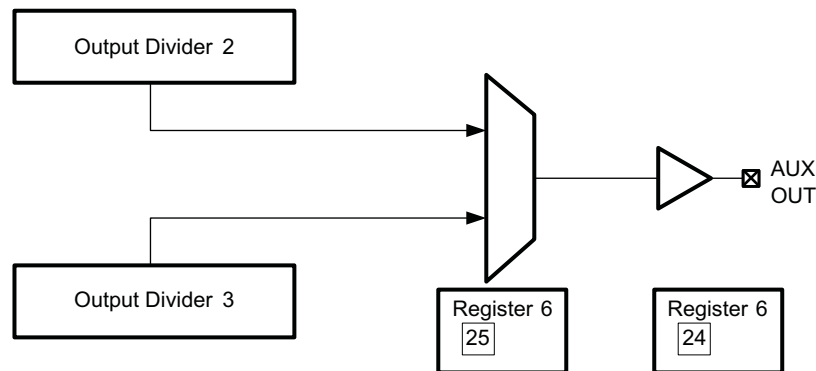 Output Divider 2
AUX
OUT
Output Divider 3
Register 6
25
Register 6
24